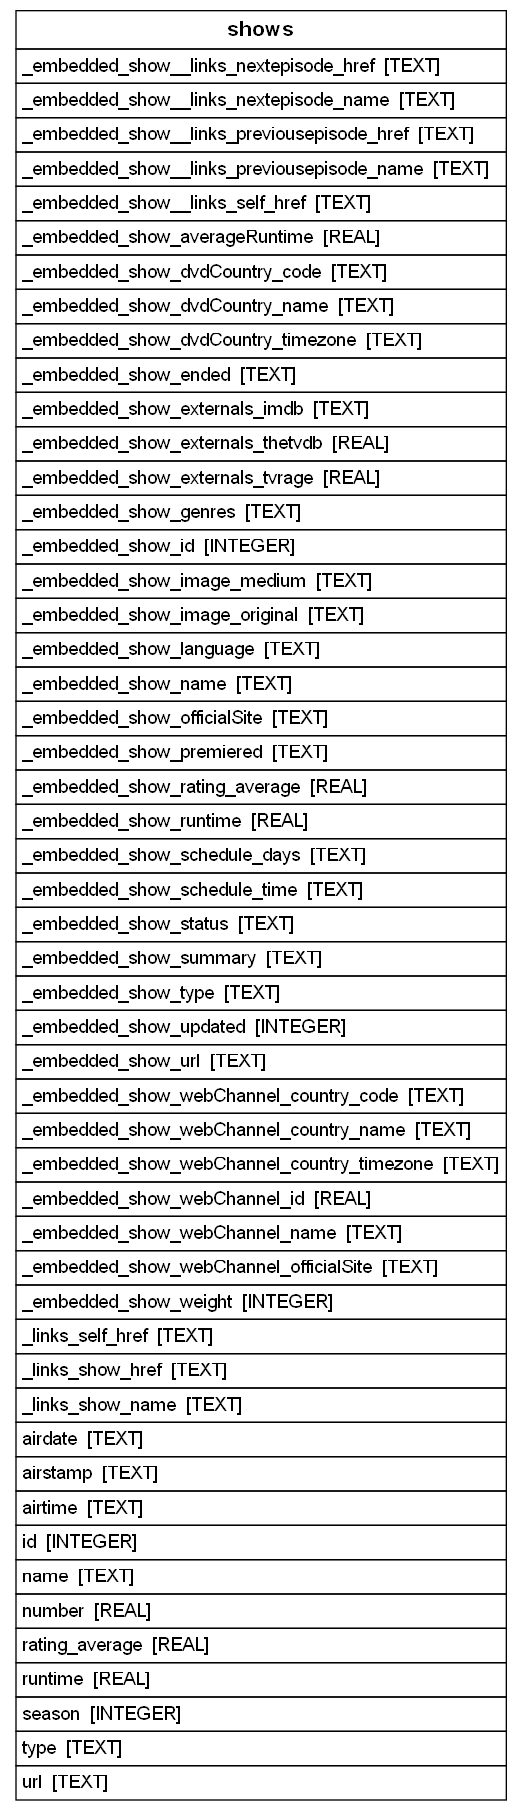 shows
_embedded_show__links_nextepisode_href [TEXT]
_embedded_show__links_nextepisode_name [TEXT]
_embedded_show__links_previousepisode_href [TEXT]
_embedded_show__links_previousepisode_name [TEXT]
_embedded_show__links_self_href [TEXT]
_embedded_show_averageRuntime [REAL]
_embedded_show_dvdCountry_code [TEXT]
_embedded_show_dvdCountry_name [TEXT]
_embedded_show_dvdCountry_timezone [TEXT]
_embedded_show_ended [TEXT]
_embedded_show_externals_imdb [TEXT]
_embedded_show_externals_thetvdb [REAL]
_embedded_show_externals_tvrage [REAL]
_embedded_show_genres [TEXT]
_embedded_show_id [INTEGER]
_embedded_show_image_medium [TEXT]
_embedded_show_image_original [TEXT]
_embedded_show_language [TEXT]
_embedded_show_name [TEXT]
_embedded_show_officialSite [TEXT]
_embedded_show_premiered [TEXT]
_embedded_show_rating_average [REAL]
_embedded_show_runtime [REAL]
_embedded_show_schedule_days [TEXT]
_embedded_show_schedule_time [TEXT]
_embedded_show_status [TEXT]
_embedded_show_summary [TEXT]
_embedded_show_type [TEXT]
_embedded_show_updated [INTEGER]
_embedded_show_url [TEXT]
_embedded_show_webChannel_country_code [TEXT]
_embedded_show_webChannel_country_name [TEXT]
_embedded_show_webChannel_country_timezone [TEXT]
_embedded_show_webChannel_id [REAL]
_embedded_show_webChannel_name [TEXT]
_embedded_show_webChannel_officialSite [TEXT]
_embedded_show_weight [INTEGER]
_links_self_href [TEXT]
_links_show_href [TEXT]
_links_show_name [TEXT]
airdate [TEXT]
airstamp [TEXT]
airtime [TEXT]
id [INTEGER]
name [TEXT]
number [REAL]
rating_average [REAL]
runtime [REAL]
season [INTEGER]
type [TEXT]
url [TEXT]